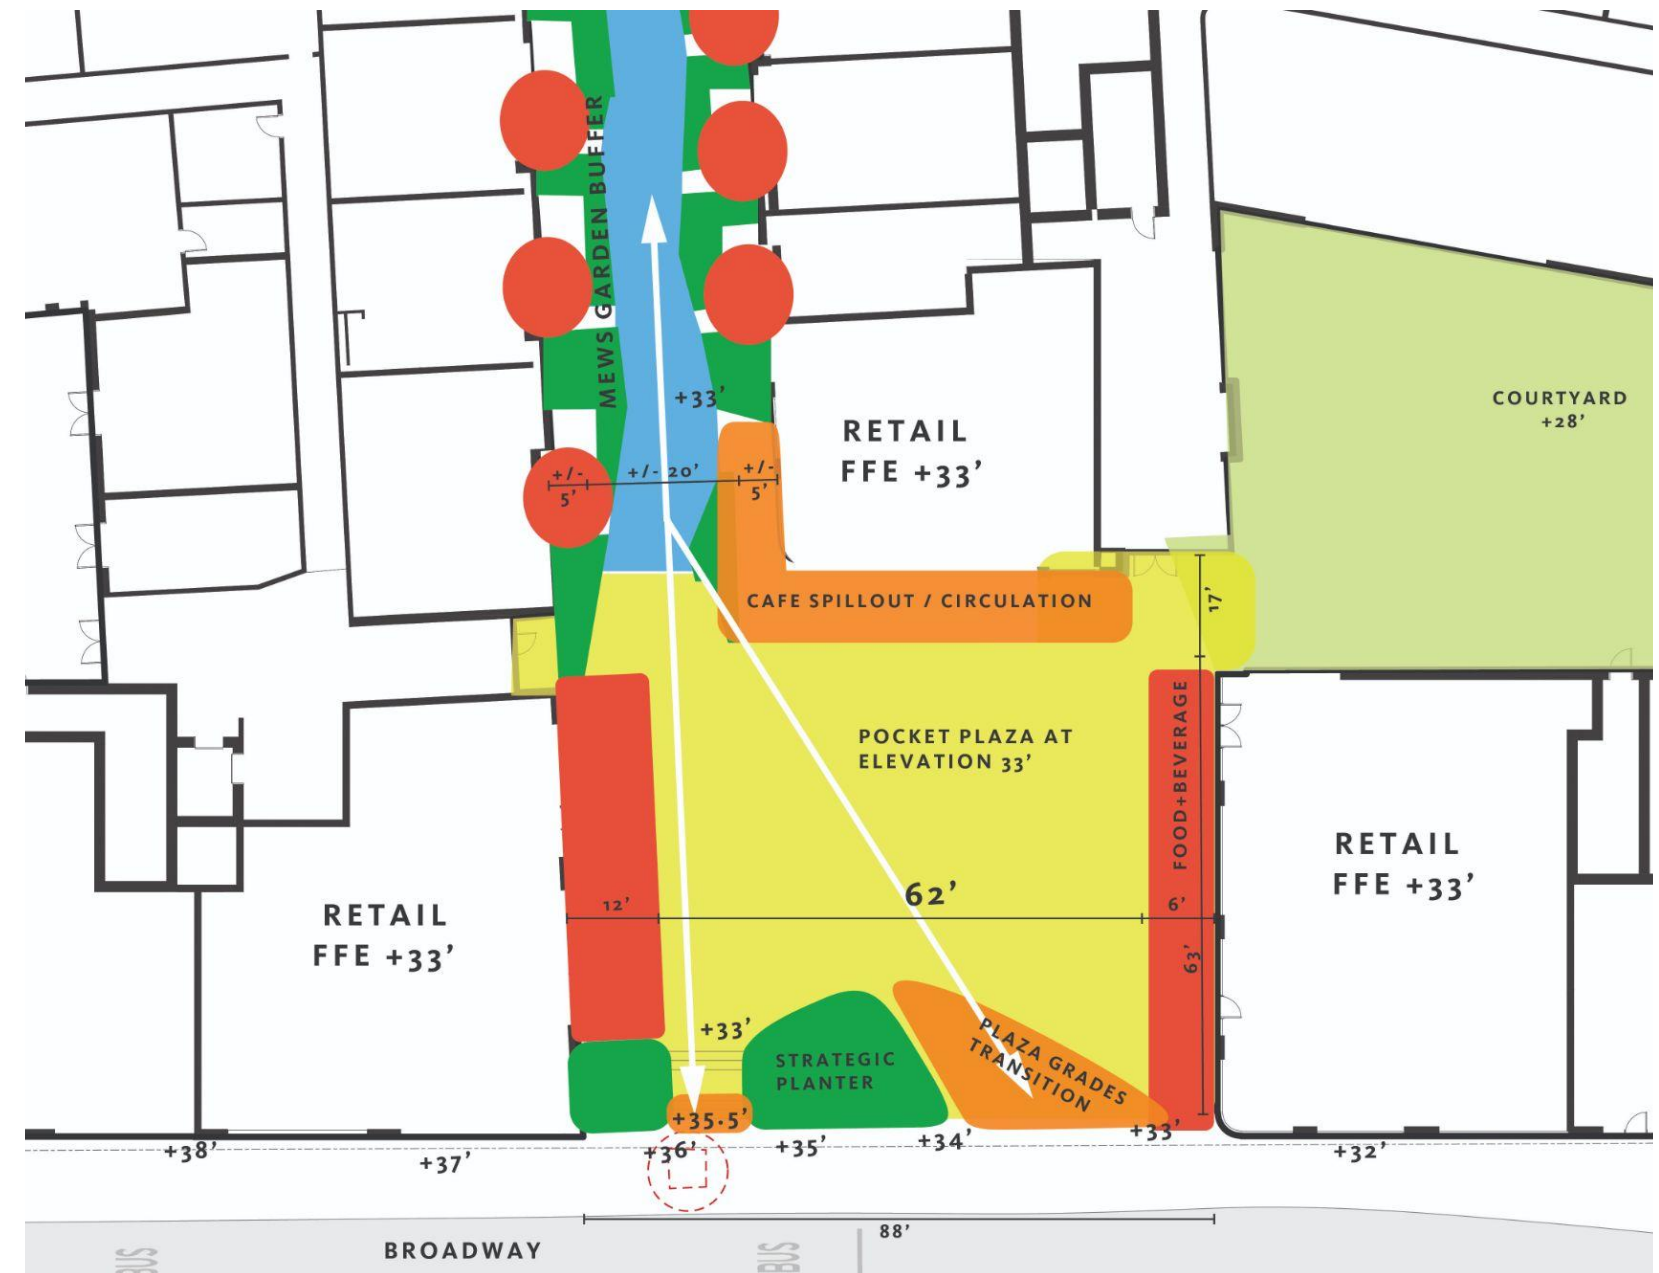 MEWS GARDEN BUFFER
+33'
COURTYARD
+28'
RETAIL
FFE +33'
+/-
5'
+/- 20'
+/-
5'
CAFE SPILLOUT / CIRCULATION
17'
POCKET PLAZA AT
ELEVATION 33'
FOOD+BEVERAGE
RETAIL
FFE +33'
62'
12'
6'
RETAIL
FFE +33'
63'
+33'
STRATEGIC
PLANTER
PLAZA GRADES
TRANSITION
+35.5'
+38'
+37'
+36'
+35'
+34'
+33'
+32'
88'
BROADWAY
BUS
BUS